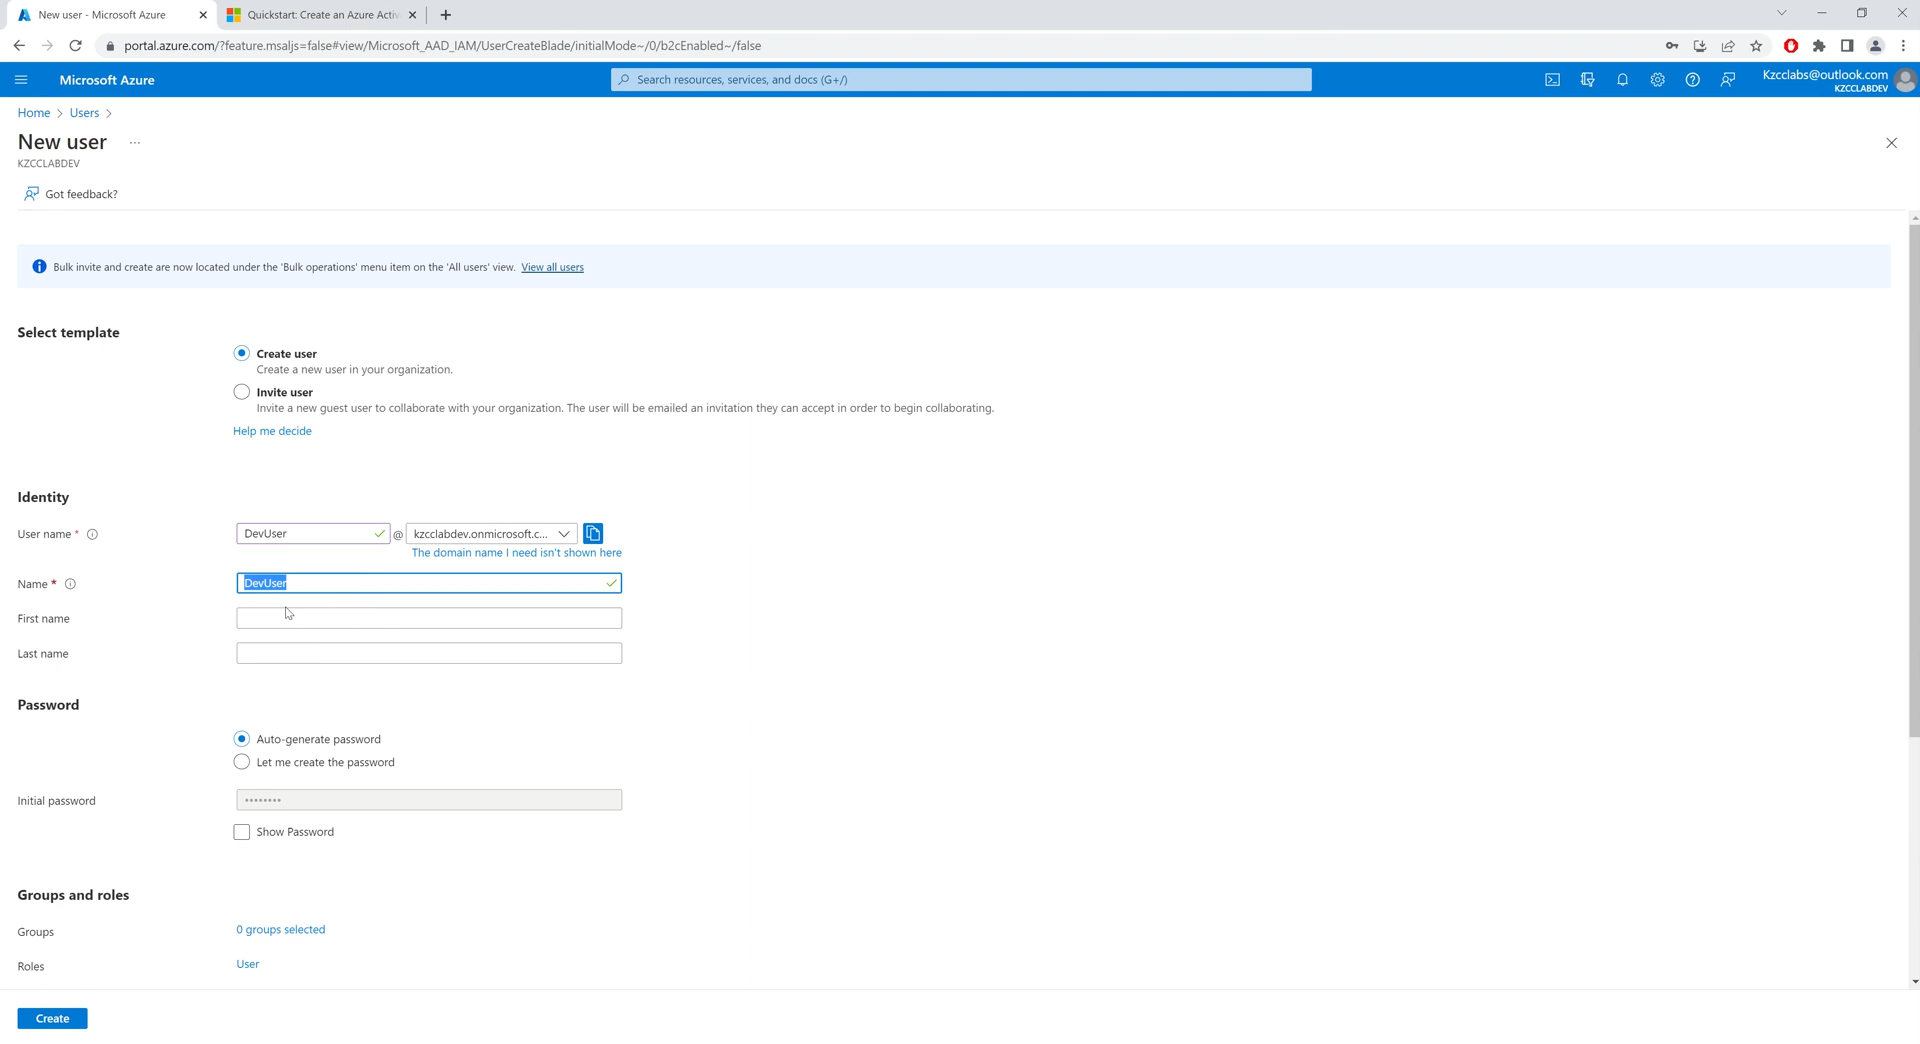 New user - Microsoft Azure
Quickstart: Create an Azure Activ
portal.azure.com/?feature.msaljs=false#view/Microsoft_AAD_IAM/UserCreateBlade/initialMode~/0/b2cEnabled~/false
Microsoft Azure
Search resources, services, and docs (G+/)
Kzcclabs@outlook.com
KZCCLABDEV
Home > Users >
New user ...
KZCCLABDEV
Got feedback?
Bulk invite and create are now located under the 'Bulk operations' menu item on the 'All users' view. View all users
Select template
Create user
Create a new user in your organization.
Invite user
Invite a new guest user to collaborate with your organization. The user will be emailed an invitation they can accept in order to begin collaborating.
Help me decide
Identity
User name * DevUser @ kzcclabdev.onmicrosoft.c...
The domain name I need isn't shown here
Name * DevUser
First name
Last name
Password
Auto-generate password
Let me create the password
Initial password ••••••••
Show Password
Groups and roles
Groups 0 groups selected
Roles User
Create